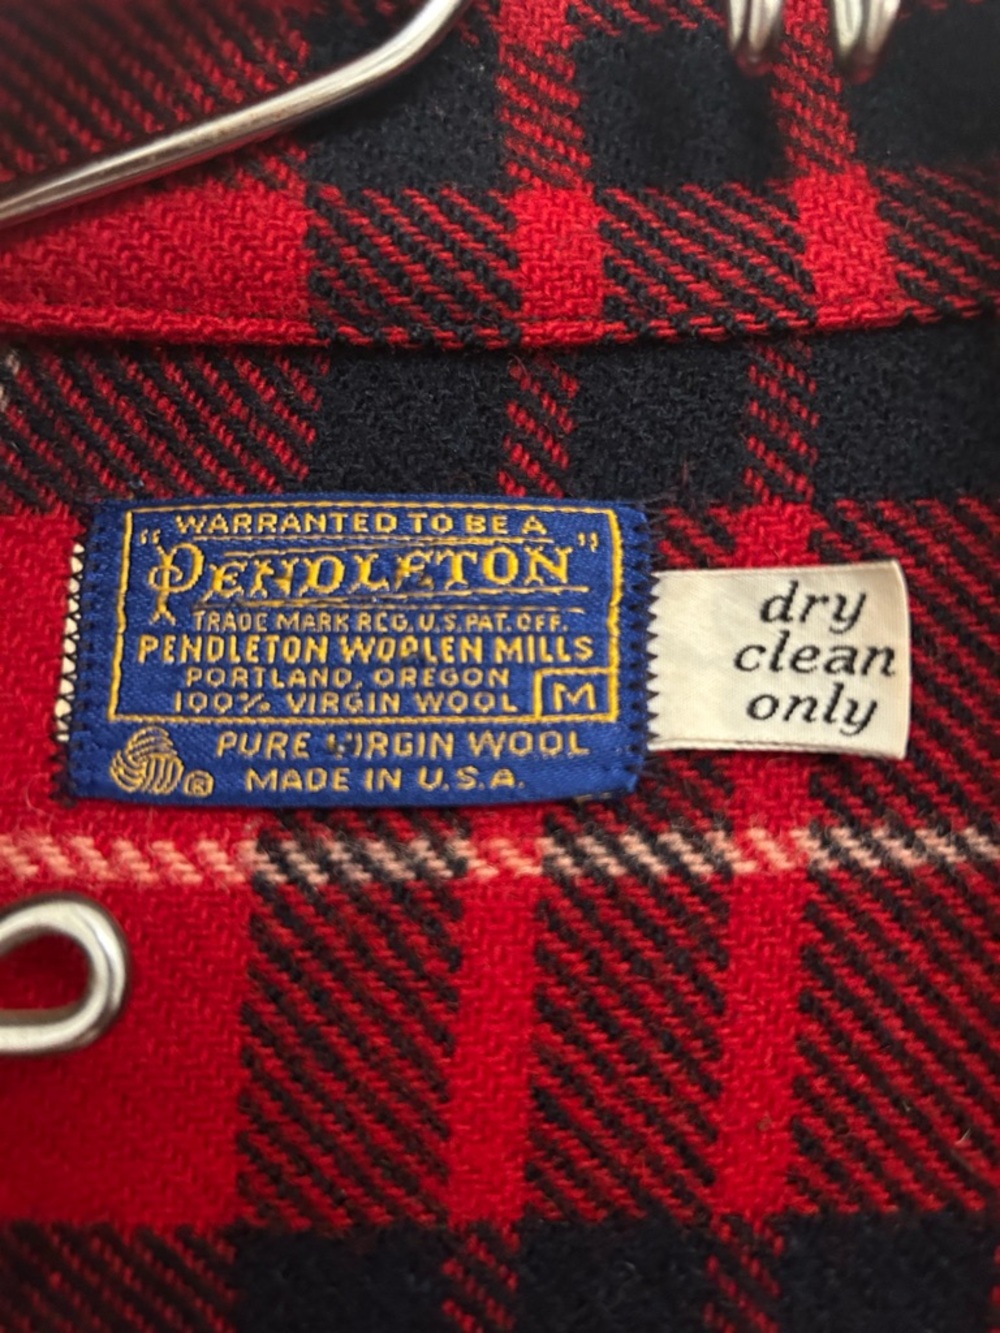 WARRANTED TO BE A
"PENDLETON"
TRADE MARK REG. U.S. PAT. OFF.
PENDLETON WOOLEN MILLS
PORTLAND, OREGON
100% VIRGIN WOOL M
PURE VIRGIN WOOL
® MADE IN U.S.A.
dry
clean
only